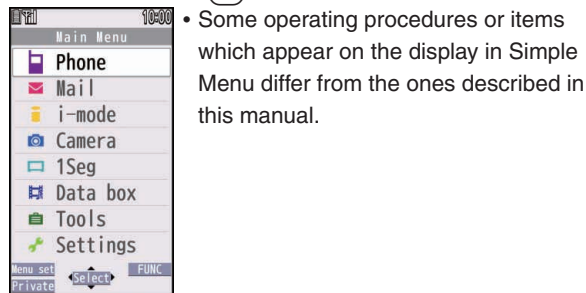 10:00
Main Menu
Phone
Mail
i-mode
Camera
1Seg
Data box
Tools
Settings
Menu set
Select
FUNC
Private
• Some operating procedures or items
which appear on the display in Simple
Menu differ from the ones described in
this manual.